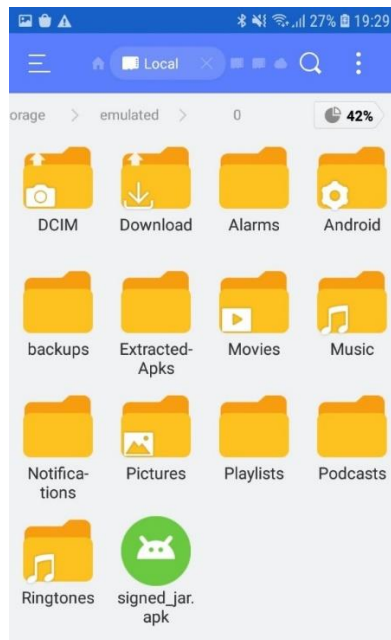 27% 19:29
Local
orage > emulated > 0 42%
DCIM Download Alarms Android
backups Extracted- Movies Music
Apks
Notifica- Pictures Playlists Podcasts
tions
Ringtones signed_jar.
apk